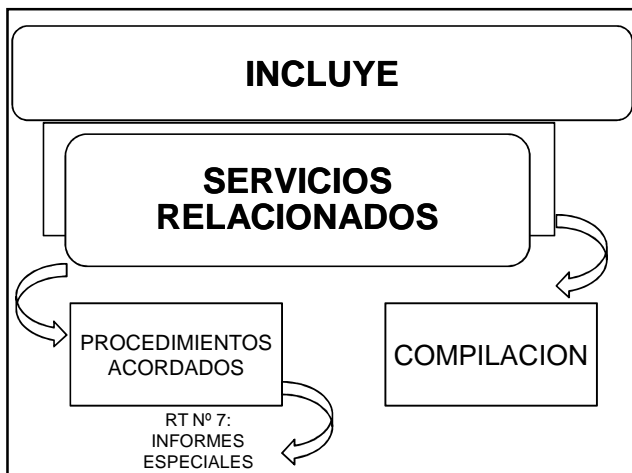 INCLUYE
SERVICIOS
RELACIONADOS
PROCEDIMIENTOS
ACORDADOS
COMPILACION
RT Nº 7:
INFORMES
ESPECIALES